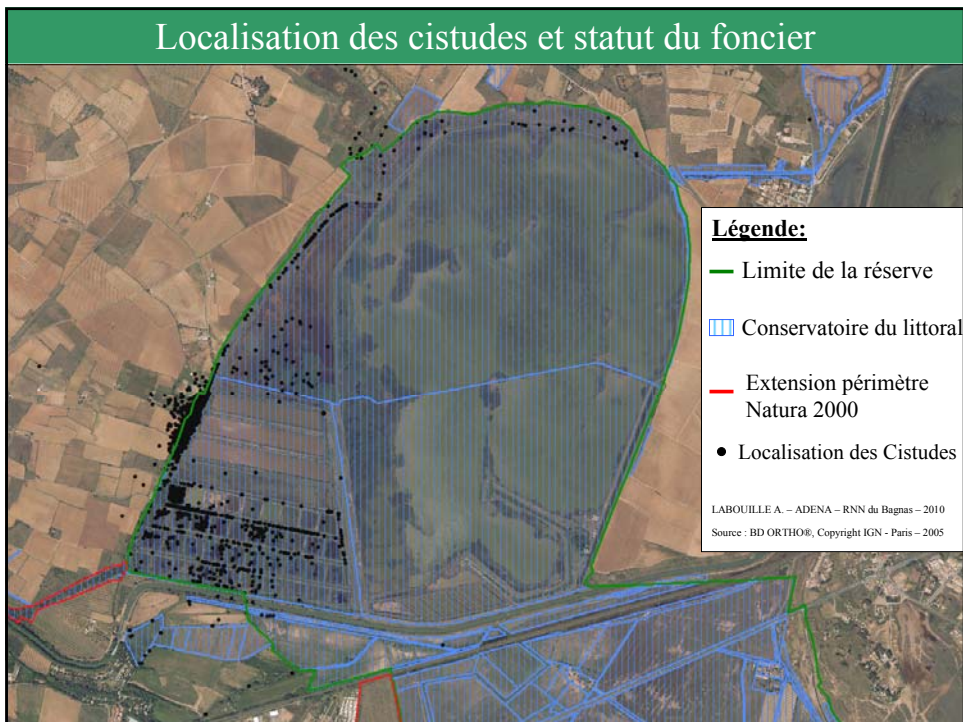 Localisation des cistudes et statut du foncier
Légende:
Limite de la réserve
Conservatoire du littoral
Extension périmètre
Natura 2000
Localisation des Cistudes
LABOUILLE A. – ADENA – RNN du Bagnas – 2010
Source : BD ORTHO®, Copyright IGN - Paris – 2005